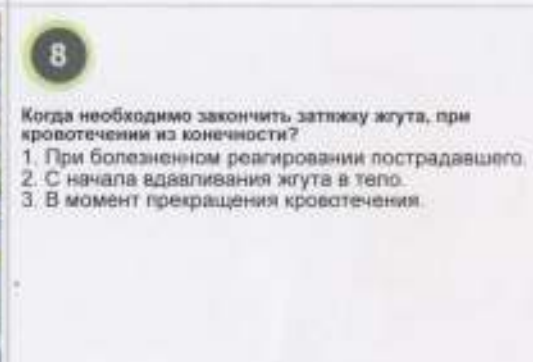 8
Когда необходимо закончить затяжку жгута, при
кровотечении из конечности?
1. При болезненном реагировании пострадавшего.
2. С начала вдавливания жгута в тело.
3. В момент прекращения кровотечения.